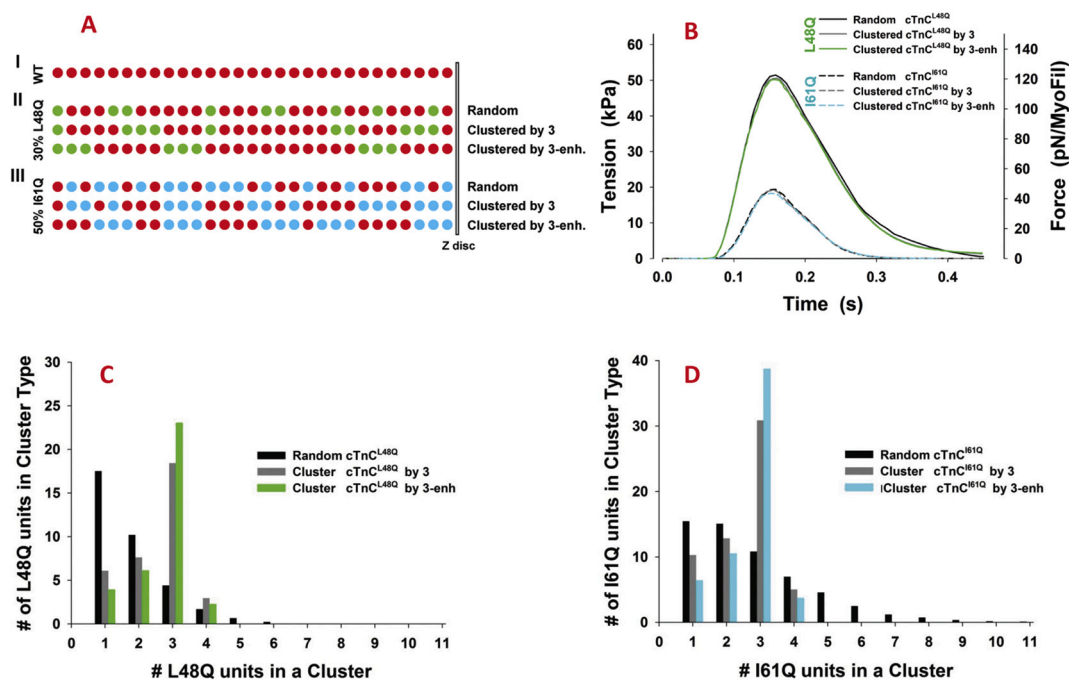 A
I
WT
II
30% L48Q
Random
Clustered by 3
Clustered by 3-enh.
III
50% I61Q
Random
Clustered by 3
Clustered by 3-enh.
Z disc
B
L48Q
Random cTnC^L48Q
Clustered cTnC^L48Q by 3
Clustered cTnC^L48Q by 3-enh
I61Q
Random cTnC^I61Q
Clustered cTnC^I61Q by 3
Clustered cTnC^I61Q by 3-enh
Tension (kPa)
60
50
40
30
20
10
0
Force (pN/MyoFil)
140
120
100
80
60
40
20
0
0.0 0.1 0.2 0.3 0.4
Time (s)
C
# of L48Q units in Cluster Type
30
25
20
15
10
5
0
Random cTnC^L48Q
Cluster cTnC^L48Q by 3
Cluster cTnC^L48Q by 3-enh
0 1 2 3 4 5 6 7 8 9 10 11
# L48Q units in a Cluster
D
# of I61Q units in Cluster Type
40
30
20
10
0
Random cTnC^I61Q
Cluster cTnC^I61Q by 3
ıCluster cTnC^I61Q by 3-enh
0 1 2 3 4 5 6 7 8 9 10 11
# I61Q units in a Cluster